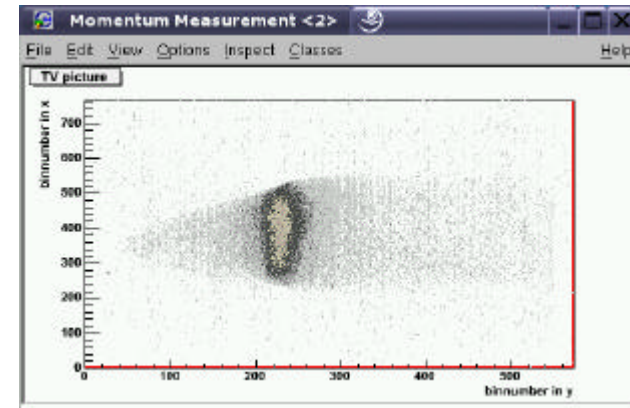 Momentum Measurement <2>
File Edit View Options Inspect Classes Help
TV picture
binnumber in x
700
600
500
400
300
200
100
0
0 100 200 300 400 500
binnumber in y